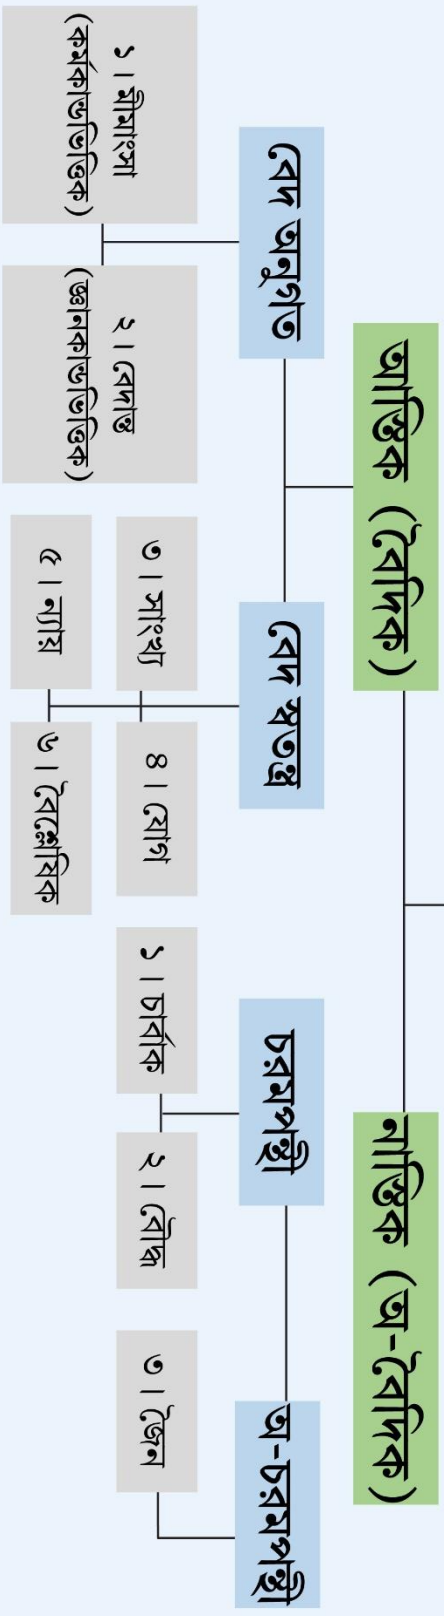 আস্তিক (বৈদিক)
নাস্তিক (অ-বৈদিক)
বেদ অনুগত
বেদ স্বতন্ত্র
চরমপন্থী
অ-চরমপন্থী
১। মীমাংসা
(কর্মকান্ডভিত্তিক)
২। বেদান্ত
(জ্ঞানকান্ডভিত্তিক)
৩। সাংখ্য
৪। যোগ
৫। ন্যায়
৬। বৈশেষিক
১। চার্বাক
২। বৌদ্ধ
৩। জৈন